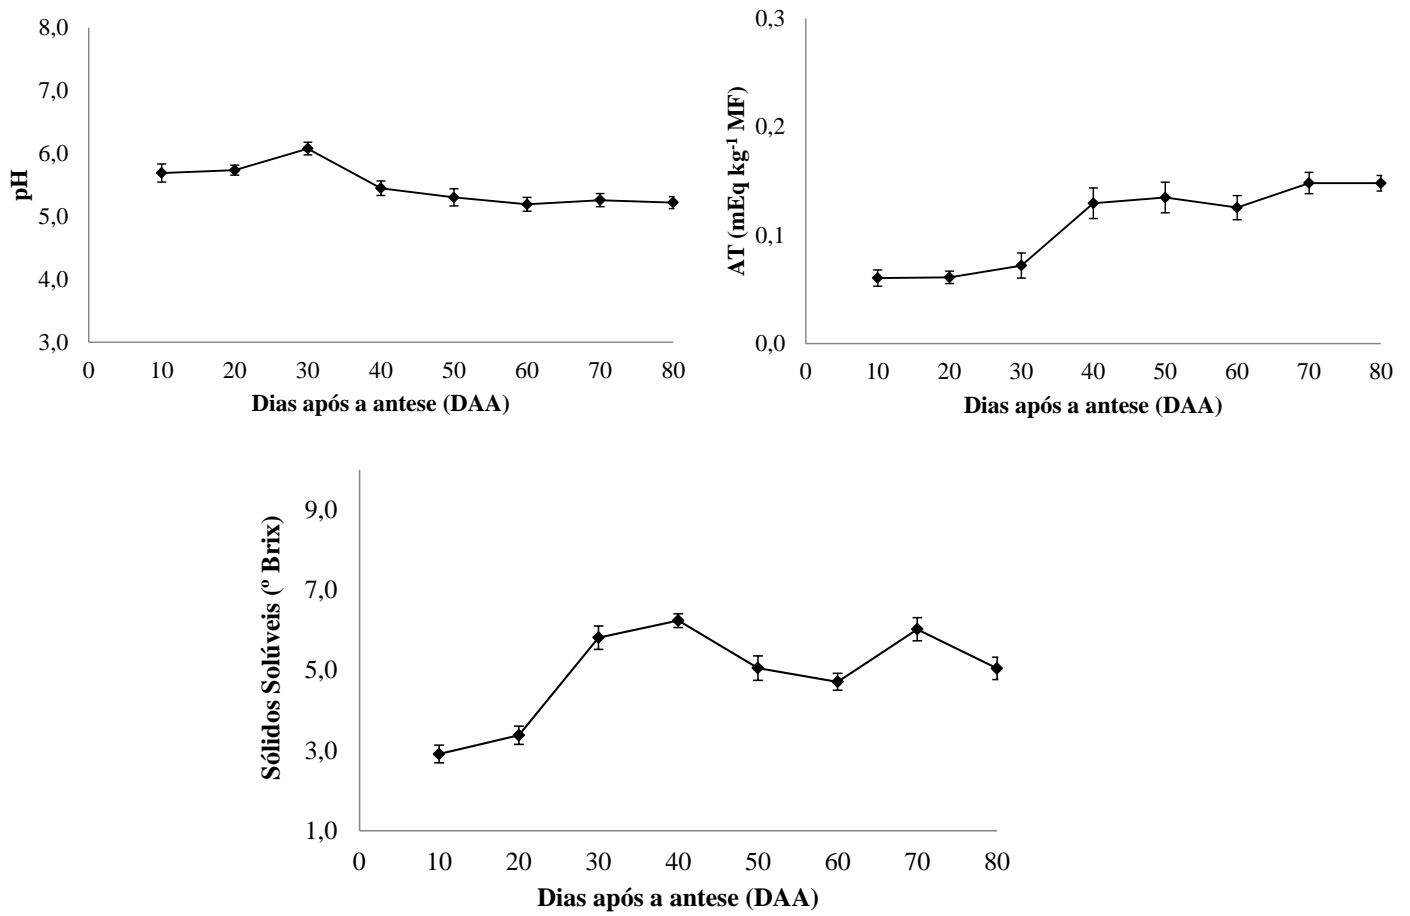 8,0
7,0
6,0
5,0
4,0
3,0
pH
0 10 20 30 40 50 60 70 80
Dias após a antese (DAA)
0,3
0,2
0,1
0,0
AT (mEq kg-1 MF)
0 10 20 30 40 50 60 70 80
Dias após a antese (DAA)
9,0
7,0
5,0
3,0
1,0
Sólidos Solúveis (º Brix)
0 10 20 30 40 50 60 70 80
Dias após a antese (DAA)